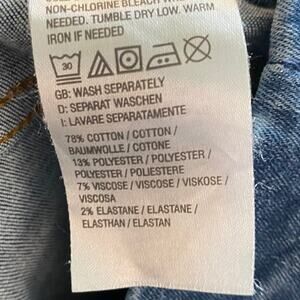 NON-CHLORINE BLEACH
NEEDED. TUMBLE DRY LOW. WARM
IRON IF NEEDED
30
GB: WASH SEPARATELY
D: SEPARAT WASCHEN
I: LAVARE SEPARATAMENTE
78% COTTON / COTTON /
BAUMWOLLE / COTONE
13% POLYESTER / POLYESTER /
POLYESTER / POLIESTERE
7% VISCOSE / VISCOSE / VISKOSE /
VISCOSA
2% ELASTANE / ELASTANE /
ELASTHAN / ELASTAN